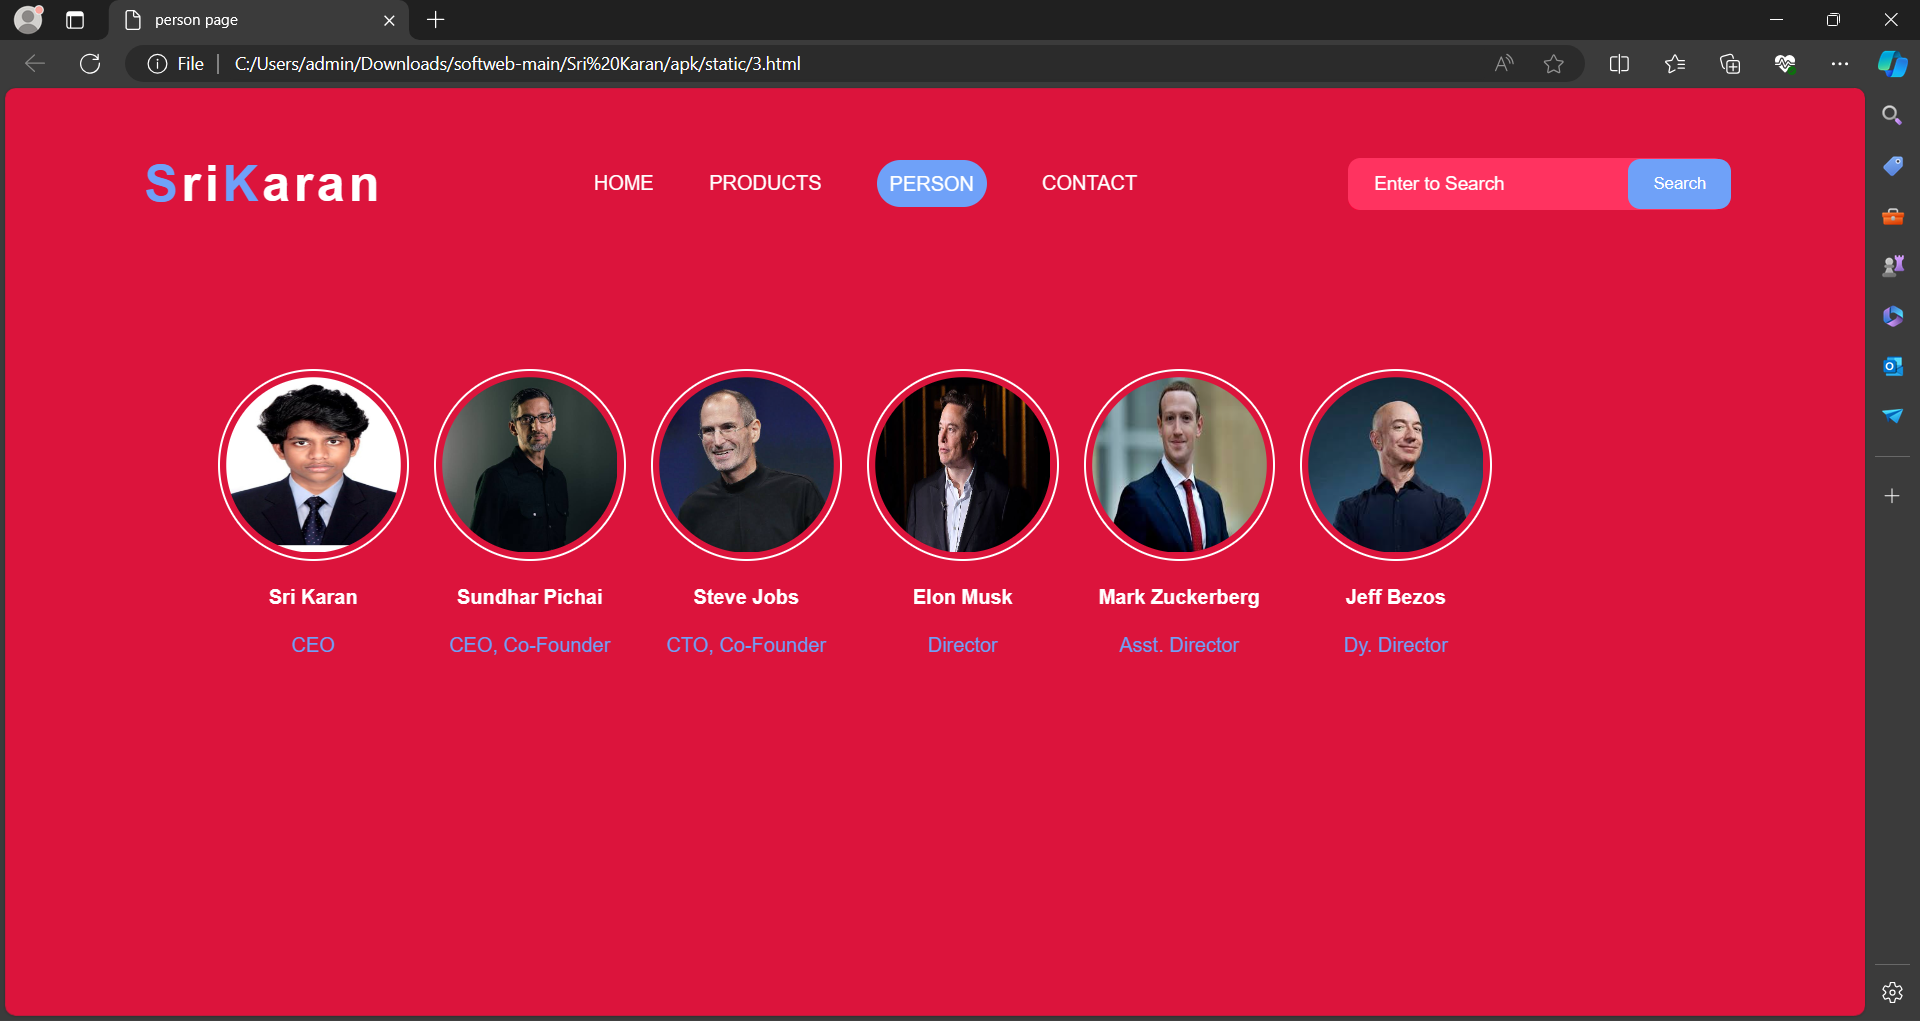 person page
File
C:/Users/admin/Downloads/softweb-main/Sri%20Karan/apk/static/3.html
SriKaran
HOME
PRODUCTS
PERSON
CONTACT
Enter to Search
Search
Sri Karan
Sundhar Pichai
Steve Jobs
Elon Musk
Mark Zuckerberg
Jeff Bezos
CEO
CEO, Co-Founder
CTO, Co-Founder
Director
Asst. Director
Dy. Director